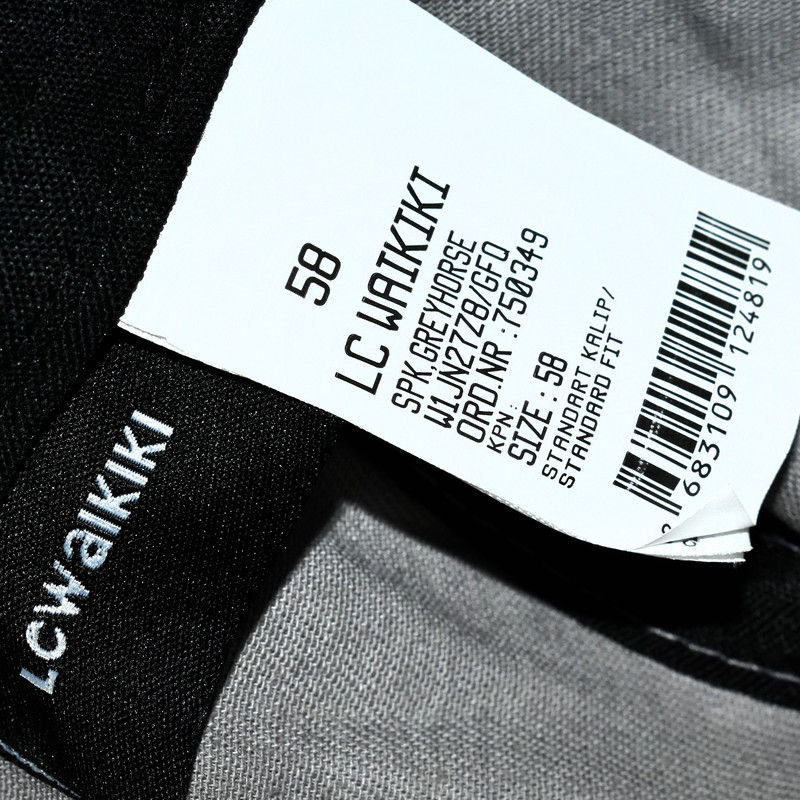 58
LC WAIKIKI
SPK,GREYHORSE
W1JN27Z8/GFQ
ORD.NR :750349
KPN:
SIZE : 58
STANDART KALIP/
STANDARD FIT
683109 124819
LCWAIKIKI